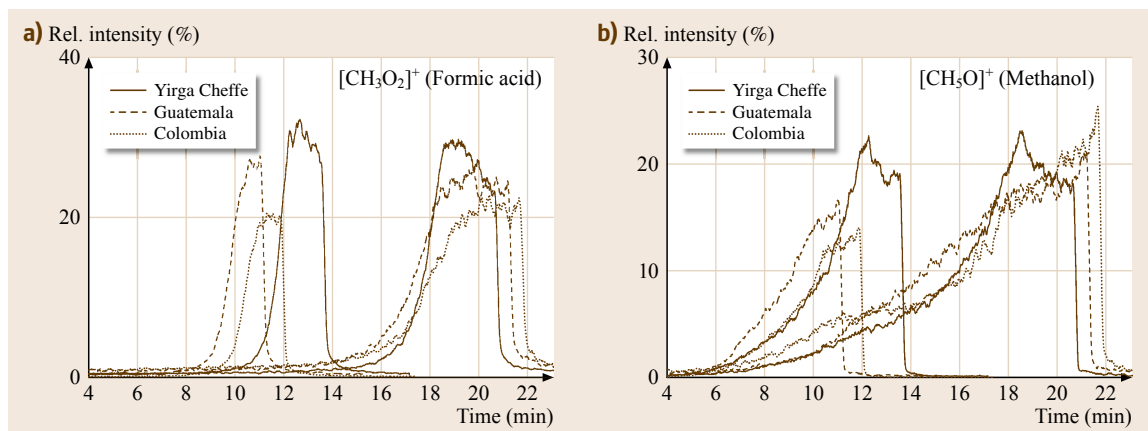 a) Rel. intensity (%)
40
[CH₃O₂]⁺ (Formic acid)
Yirga Cheffe
Guatemala
Colombia
20
0
4 6 8 10 12 14 16 18 20 22
Time (min)
b) Rel. intensity (%)
30
[CH₅O]⁺ (Methanol)
Yirga Cheffe
Guatemala
Colombia
20
10
0
4 6 8 10 12 14 16 18 20 22
Time (min)